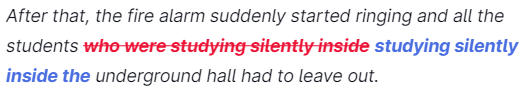 After that, the fire alarm suddenly started ringing and all the
students who were studying silently inside studying silently
inside the underground hall had to leave out.